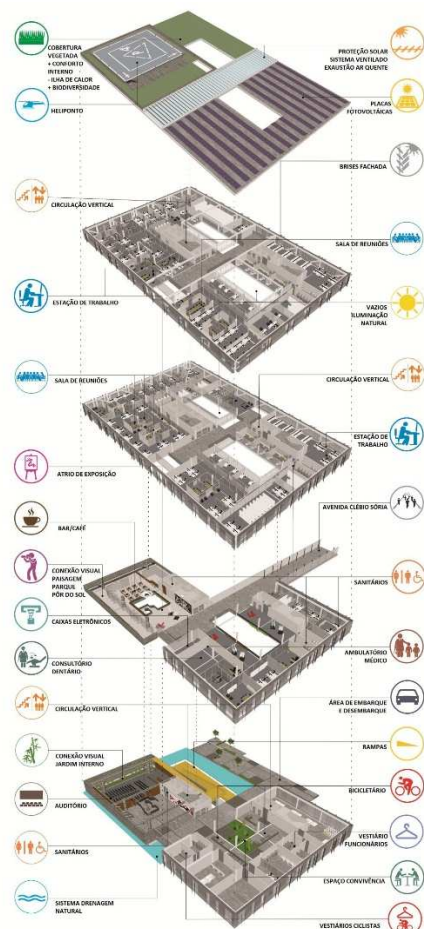 COBERTURA
VEGETADA
+ CONFORTO
INTERNO
- ILHA DE CALOR
+ BIODIVERSIDADE
PROTEÇÃO SOLAR
SISTEMA VENTILADO
EXAUSTÃO AR QUENTE
HELIPONTO
PLACAS
FOTOVOLTÁICAS
BRISES FACHADA
CIRCULAÇÃO VERTICAL
SALA DE REUNIÕES
ESTAÇÃO DE TRABALHO
VAZIOS
ILUMINAÇÃO
NATURAL
SALA DE REUNIÕES
CIRCULAÇÃO VERTICAL
ESTAÇÃO DE
TRABALHO
ATRIO DE EXPOSIÇÃO
AVENIDA CLÉBIO SÓRIA
BAR/CAFÉ
CONEXÃO VISUAL
PAISAGEM
PARQUE
PÔR DO SOL
SANITÁRIOS
CAIXAS ELETRÔNICOS
AMBULATÓRIO
MÉDICO
CONSULTÓRIO
DENTÁRIO
ÁREA DE EMBARQUE
E DESEMBARQUE
CIRCULAÇÃO VERTICAL
RAMPAS
CONEXÃO VISUAL
JARDIM INTERNO
BICICLETÁRIO
AUDITÓRIO
VESTIÁRIO
FUNCIONÁRIOS
SANITÁRIOS
ESPAÇO CONVIVÊNCIA
SISTEMA DRENAGEM
NATURAL
VESTIÁRIOS CICLISTAS